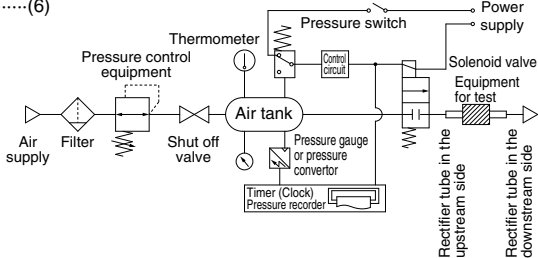 ·····(6)
Power
supply
Pressure switch
Thermometer
Pressure control
equipment
Control
circuit
Solenoid valve
Equipment
for test
Air tank
Air
supply
Filter
Shut off
valve
Pressure gauge
or pressure
convertor
Timer (Clock)
Pressure recorder
Rectifier tube in the
upstream side
Rectifier tube in the
downstream side